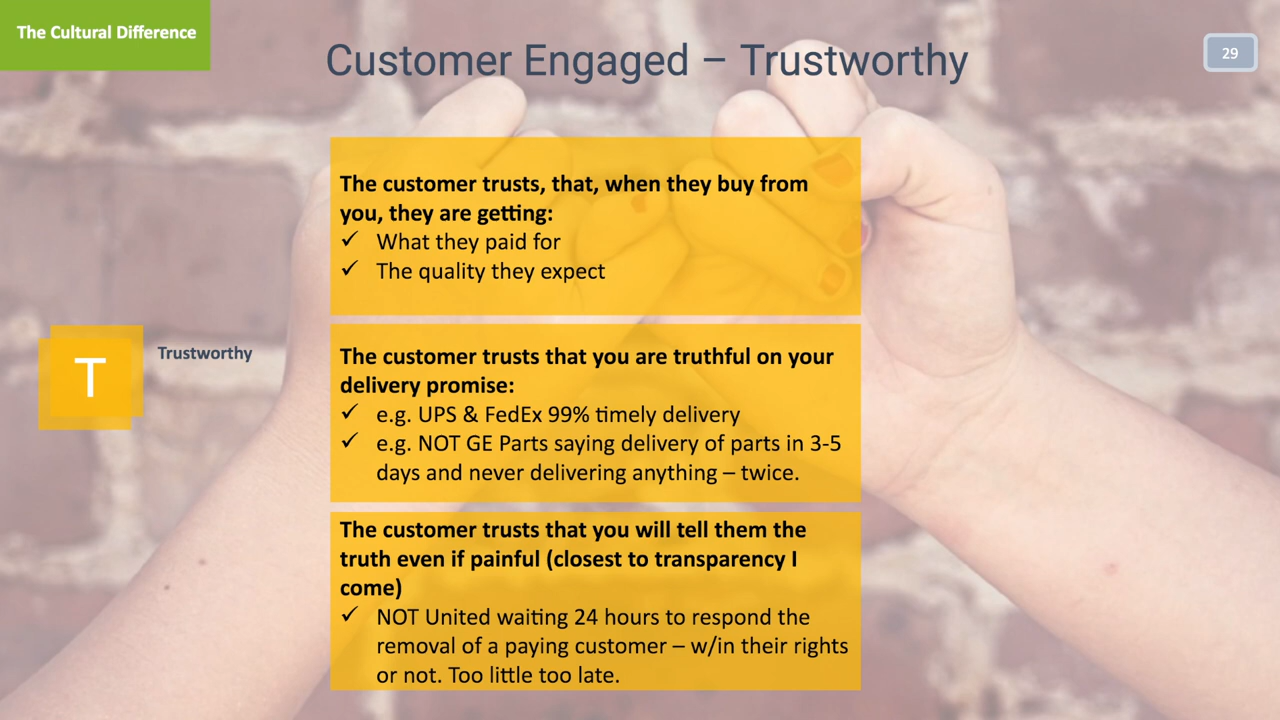 The Cultural Difference
Customer Engaged – Trustworthy
29
The customer trusts, that, when they buy from
you, they are getting:
✓ What they paid for
✓ The quality they expect
T
Trustworthy
The customer trusts that you are truthful on your
delivery promise:
✓ e.g. UPS & FedEx 99% timely delivery
✓ e.g. NOT GE Parts saying delivery of parts in 3-5
days and never delivering anything – twice.
The customer trusts that you will tell them the
truth even if painful (closest to transparency I
come)
✓ NOT United waiting 24 hours to respond the
removal of a paying customer – w/in their rights
or not. Too little too late.